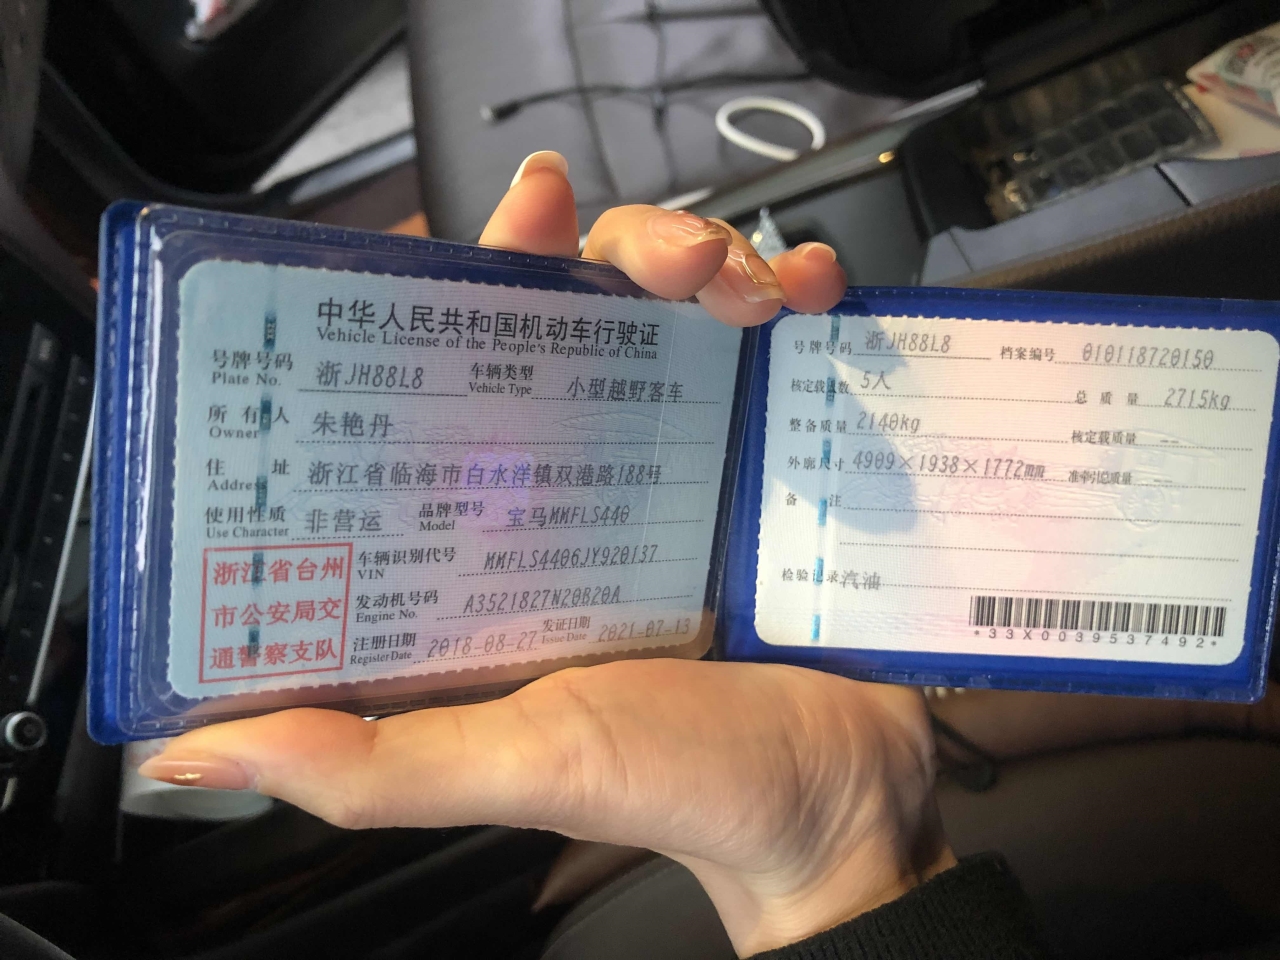 中华人民共和国机动车行驶证
Vehicle License of the People's Republic of China
号牌号码 浙JH88L8 车辆类型 小型越野客车
Plate No. Vehicle Type
所有人 朱艳丹
Owner
住址 浙江省临海市白水洋镇双港路188号
Address
使用性质 非营运 品牌型号 宝马MMFLS440
Use Character Model
浙江省台州
市公安局交
通警察支队
车辆识别代号 MMFLS4406JY920137
VIN
发动机号码 A3521827N20B20A
Engine No.
注册日期 2018-08-27 发证日期 2021-07-13
Register Date Issue Date
号牌号码 浙JH88L8 档案编号 010118720150
核定载人数 5人 总质量 2715kg
整备质量 2140kg 核定载质量 --
外廓尺寸 4909×1938×1772mm 准牵引总质量 --
备注
检验记录 汽油
*33X0039537492*